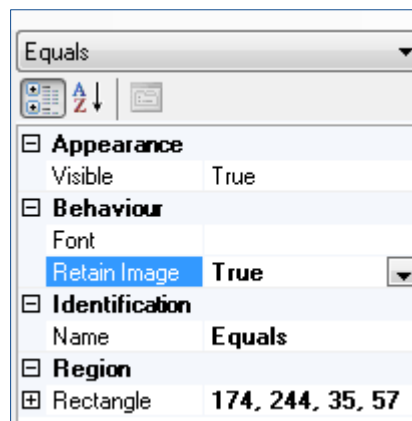 Equals
A
Z
Appearance
Visible True
Behaviour
Font
Retain Image True
Identification
Name Equals
Region
Rectangle 174, 244, 35, 57